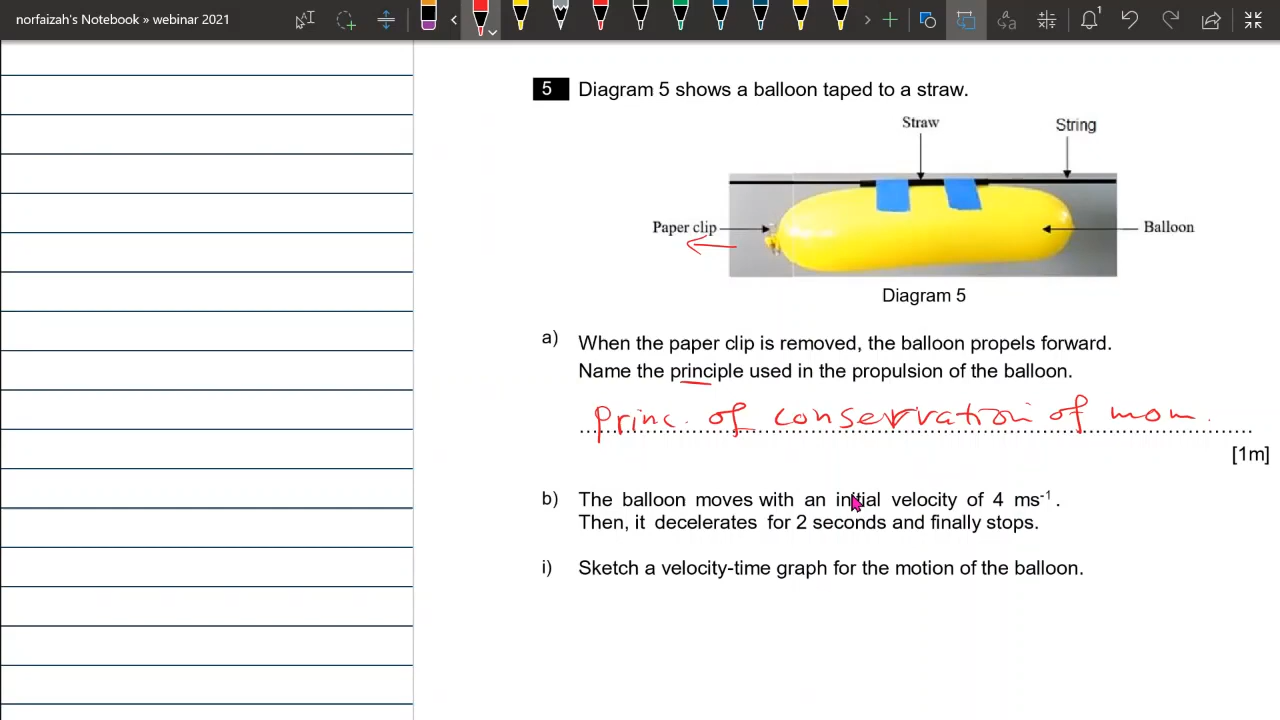 norfaizah's Notebook » webinar 2021
5 Diagram 5 shows a balloon taped to a straw.
Straw
String
Paper clip
Balloon
Diagram 5
a) When the paper clip is removed, the balloon propels forward.
Name the principle used in the propulsion of the balloon.
princ. of conservation of mom.
[1m]
b) The balloon moves with an initial velocity of 4 ms⁻¹.
Then, it decelerates for 2 seconds and finally stops.
i) Sketch a velocity-time graph for the motion of the balloon.